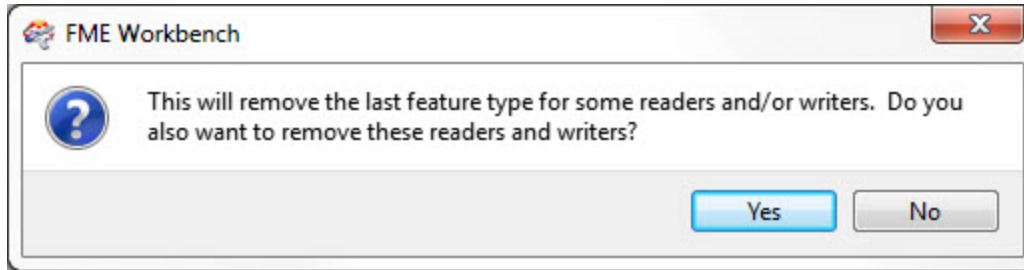 FME Workbench
This will remove the last feature type for some readers and/or writers.  Do you
also want to remove these readers and writers?
Yes
No